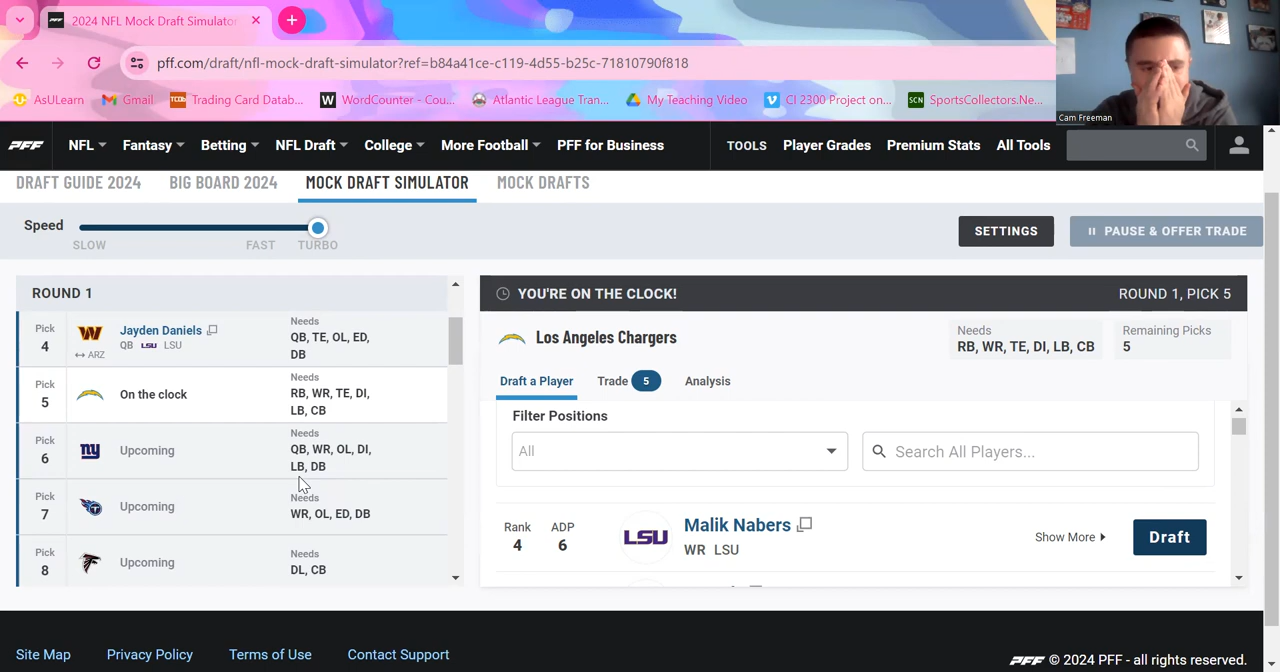 2024 NFL Mock Draft Simulator
pff.com/draft/nfl-mock-draft-simulator?ref=b84a41ce-c119-4d55-b25c-71810790f818
AsULearn
Gmail
TCDb
Trading Card Datab...
W
WordCounter - Cou...
Atlantic League Tran...
My Teaching Video
CI 2300 Project on...
SCN
SportsCollectors.Ne...
Cam Freeman
PFF
NFL
Fantasy
Betting
NFL Draft
College
More Football
PFF for Business
TOOLS
Player Grades
Premium Stats
All Tools
DRAFT GUIDE 2024
BIG BOARD 2024
MOCK DRAFT SIMULATOR
MOCK DRAFTS
Speed
SLOW
FAST
TURBO
SETTINGS
PAUSE & OFFER TRADE
ROUND 1
Pick
4
W
↔ ARZ
Jayden Daniels
QB LSU LSU
Needs
QB, TE, OL, ED,
DB
Pick
5
On the clock
Needs
RB, WR, TE, DI,
LB, CB
Pick
6
ny
Upcoming
Needs
QB, WR, OL, DI,
LB, DB
Pick
7
Upcoming
Needs
WR, OL, ED, DB
Pick
8
Upcoming
Needs
DL, CB
YOU'RE ON THE CLOCK!
ROUND 1, PICK 5
Los Angeles Chargers
Needs
RB, WR, TE, DI, LB, CB
Remaining Picks
5
Draft a Player
Trade 5
Analysis
Filter Positions
All
Search All Players...
Rank
4
ADP
6
LSU
Malik Nabers
WR LSU
Show More
Draft
Site Map
Privacy Policy
Terms of Use
Contact Support
PFF © 2024 PFF - all rights reserved.